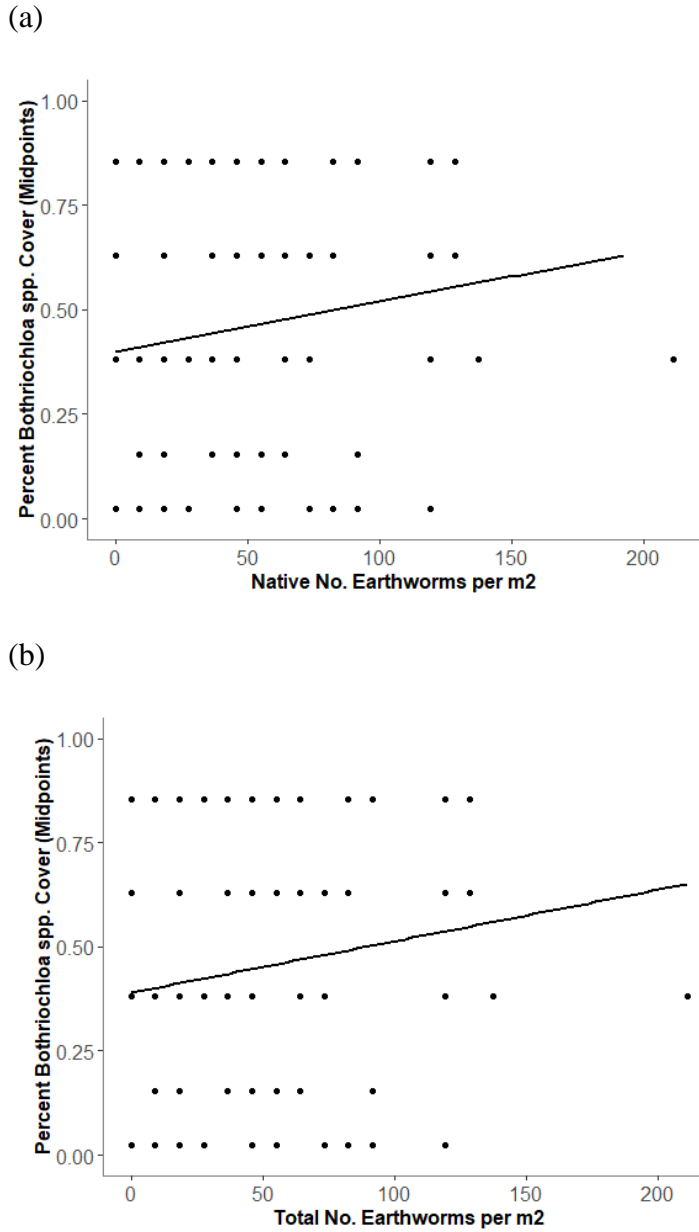 (a)
Percent Bothriochloa spp. Cover (Midpoints)
1.00
0.75
0.50
0.25
0.00
0 50 100 150 200
Native No. Earthworms per m2
(b)
Percent Bothriochloa spp. Cover (Midpoints)
1.00
0.75
0.50
0.25
0.00
0 50 100 150 200
Total No. Earthworms per m2